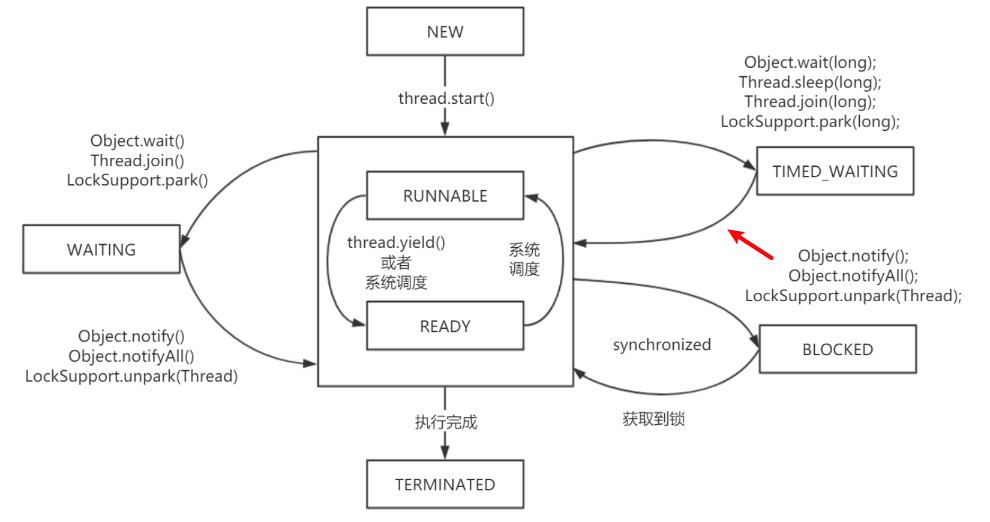 NEW
thread.start()
Object.wait(long);
Thread.sleep(long);
Thread.join(long);
LockSupport.park(long);
Object.wait()
Thread.join()
LockSupport.park()
TIMED_WAITING
RUNNABLE
WAITING
thread.yield()
或者
系统调度
系统
调度
Object.notify();
Object.notifyAll();
LockSupport.unpark(Thread);
READY
Object.notify()
Object.notifyAll()
LockSupport.unpark(Thread)
synchronized
BLOCKED
获取到锁
执行完成
TERMINATED